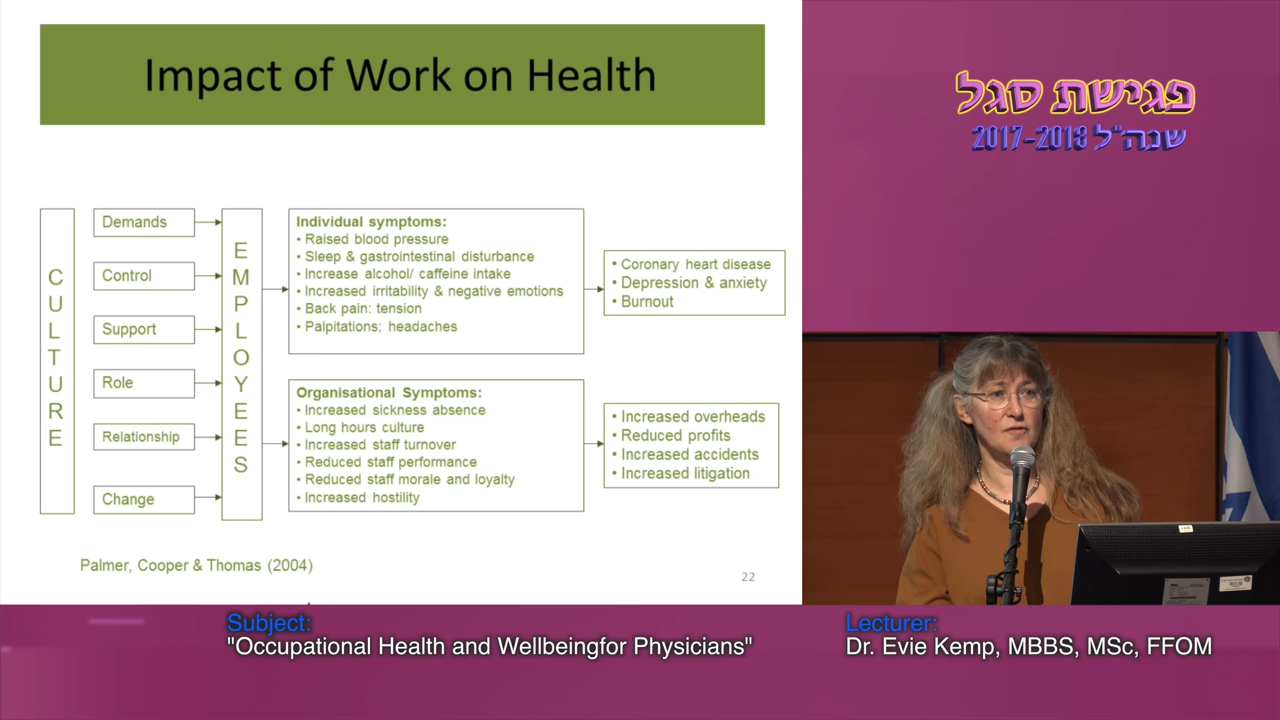 Impact of Work on Health
CULTURE
Demands
Control
Support
Role
Relationship
Change
EMPLOYEES
Individual symptoms:
• Raised blood pressure
• Sleep & gastrointestinal disturbance
• Increase alcohol/ caffeine intake
• Increased irritability & negative emotions
• Back pain: tension
• Palpitations; headaches
• Coronary heart disease
• Depression & anxiety
• Burnout
Organisational Symptoms:
• Increased sickness absence
• Long hours culture
• Increased staff turnover
• Reduced staff performance
• Reduced staff morale and loyalty
• Increased hostility
• Increased overheads
• Reduced profits
• Increased accidents
• Increased litigation
Palmer, Cooper & Thomas (2004)
22
פגישת סגל
שנה"ל 2017-2018
Subject:
"Occupational Health and Wellbeingfor Physicians"
Lecturer:
Dr. Evie Kemp, MBBS, MSc, FFOM